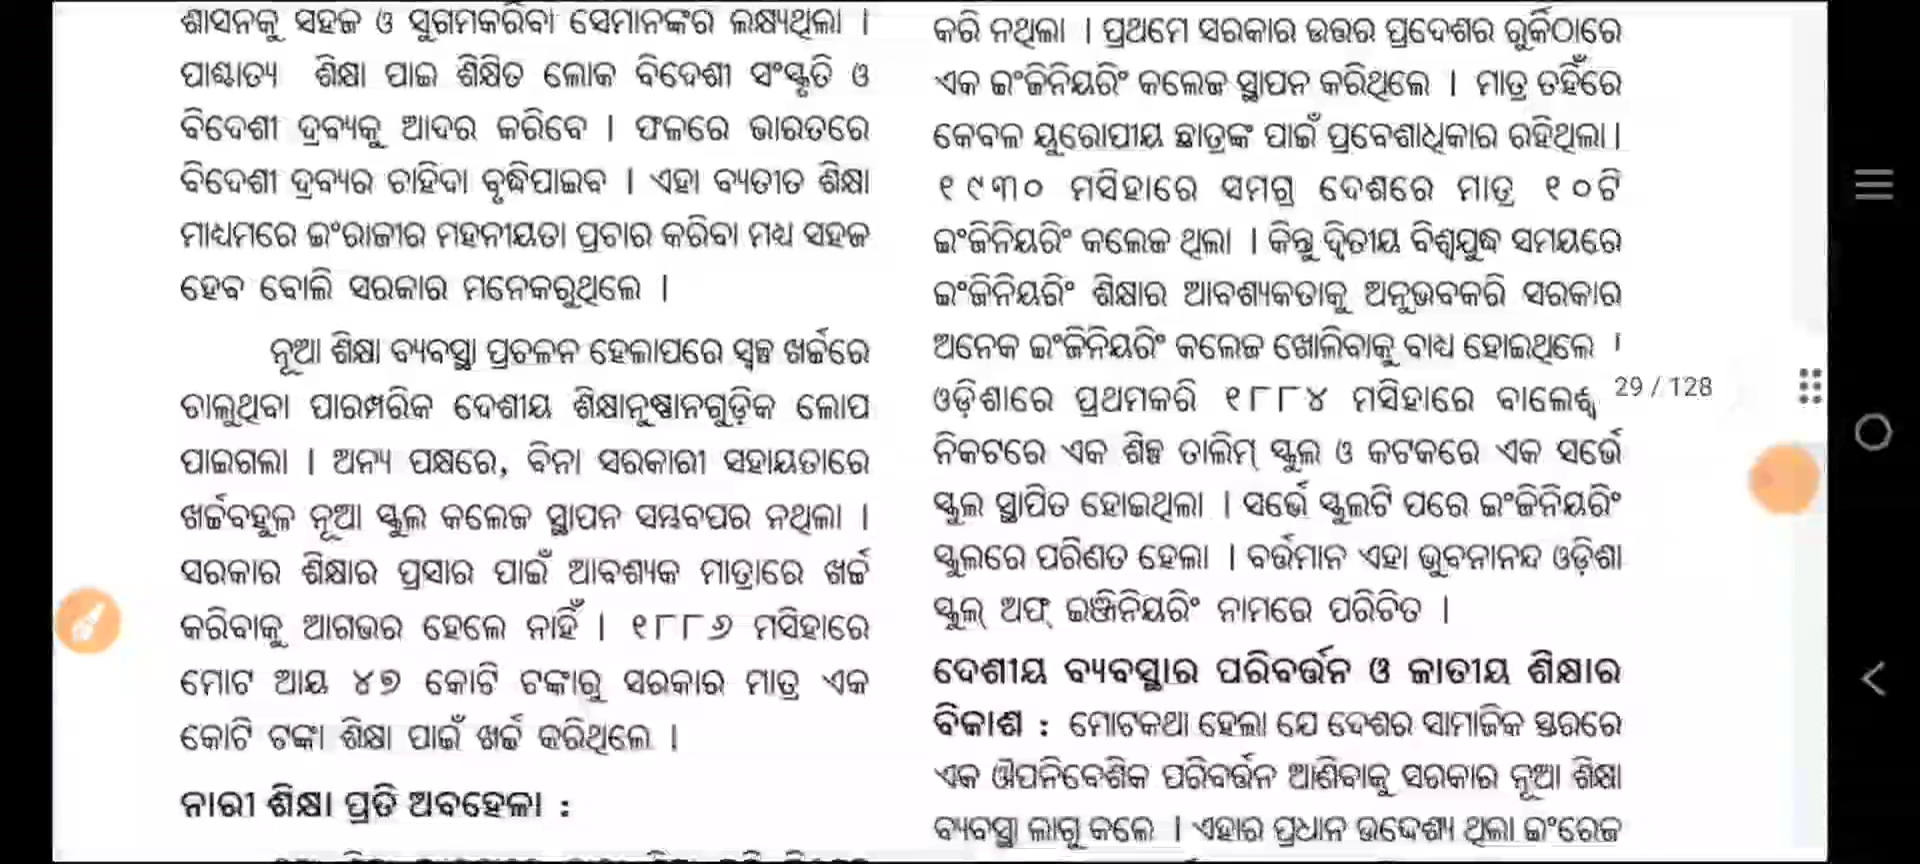 ଶାସନକୁ ସହଜ ଓ ସୁଗମକରିବା ସେମାନଙ୍କର ଲକ୍ଷ୍ୟଥିଲା ।
ପାଶ୍ଚାତ୍ୟ ଶିକ୍ଷା ପାଇ ଶିକ୍ଷିତ ଲୋକ ବିଦେଶୀ ସଂସ୍କୃତି ଓ
ବିଦେଶୀ ଦ୍ରବ୍ୟକୁ ଆଦର କରିବେ । ଫଳରେ ଭାରତରେ
ବିଦେଶୀ ଦ୍ରବ୍ୟର ଚାହିଦା ବୃଦ୍ଧିପାଇବ । ଏହା ବ୍ୟତୀତ ଶିକ୍ଷା
ମାଧ୍ୟମରେ ଇଂରାଜୀର ମହନୀୟତା ପ୍ରଚାର କରିବା ମଧ୍ୟ ସହଜ
ହେବ ବୋଲି ସରକାର ମନେକରୁଥିଲେ ।
ନୂଆ ଶିକ୍ଷା ବ୍ୟବସ୍ଥା ପ୍ରଚଳନ ହେଲାପରେ ସ୍ୱଳ୍ପ ଖର୍ଚ୍ଚରେ
ଚାଲୁଥିବା ପାରମ୍ପରିକ ଦେଶୀୟ ଶିକ୍ଷାନୁଷ୍ଠାନଗୁଡ଼ିକ ଲୋପ
ପାଇଗଲା । ଅନ୍ୟ ପକ୍ଷରେ, ବିନା ସରକାରୀ ସହାୟତାରେ
ଖର୍ଚ୍ଚବହୁଳ ନୂଆ ସ୍କୁଲ କଲେଜ ସ୍ଥାପନ ସମ୍ଭବପର ନଥିଲା ।
ସରକାର ଶିକ୍ଷାର ପ୍ରସାର ପାଇଁ ଆବଶ୍ୟକ ମାତ୍ରାରେ ଖର୍ଚ୍ଚ
କରିବାକୁ ଆଗଭର ହେଲେ ନାହିଁ । ୧୮୮୬ ମସିହାରେ
ମୋଟ ଆୟ ୪୭ କୋଟି ଟଙ୍କାରୁ ସରକାର ମାତ୍ର ଏକ
କୋଟି ଟଙ୍କା ଶିକ୍ଷା ପାଇଁ ଖର୍ଚ୍ଚ କରିଥିଲେ ।
ନାରୀ ଶିକ୍ଷା ପ୍ରତି ଅବହେଳା :
କରି ନଥିଲା । ପ୍ରଥମେ ସରକାର ଉତ୍ତର ପ୍ରଦେଶର ରୁର୍କିଠାରେ
ଏକ ଇଂଜିନିୟରିଂ କଲେଜ ସ୍ଥାପନ କରିଥିଲେ । ମାତ୍ର ତହିଁରେ
କେବଳ ୟୁରୋପୀୟ ଛାତ୍ରଙ୍କ ପାଇଁ ପ୍ରବେଶାଧିକାର ରହିଥିଲା।
୧୯୩୦ ମସିହାରେ ସମଗ୍ର ଦେଶରେ ମାତ୍ର ୧୦ଟି
ଇଂଜିନିୟରିଂ କଲେଜ ଥିଲା । କିନ୍ତୁ ଦ୍ୱିତୀୟ ବିଶ୍ୱଯୁଦ୍ଧ ସମୟରେ
ଇଂଜିନିୟରିଂ ଶିକ୍ଷାର ଆବଶ୍ୟକତାକୁ ଅନୁଭବକରି ସରକାର
ଅନେକ ଇଂଜିନିୟରିଂ କଲେଜ ଖୋଲିବାକୁ ବାଧ୍ୟ ହୋଇଥିଲେ ।
ଓଡ଼ିଶାରେ ପ୍ରଥମକରି ୧୮୮୪ ମସିହାରେ ବାଲେଶ୍ୱ 29 / 128
ନିକଟରେ ଏକ ଶିଳ୍ପ ତାଲିମ୍ ସ୍କୁଲ ଓ କଟକରେ ଏକ ସର୍ଭେ
ସ୍କୁଲ ସ୍ଥାପିତ ହୋଇଥିଲା । ସର୍ଭେ ସ୍କୁଲଟି ପରେ ଇଂଜିନିୟରିଂ
ସ୍କୁଲରେ ପରିଣତ ହେଲା । ବର୍ତ୍ତମାନ ଏହା ଭୁବନାନନ୍ଦ ଓଡ଼ିଶା
ସ୍କୁଲ୍ ଅଫ୍ ଇଞ୍ଜିନିୟରିଂ ନାମରେ ପରିଚିତ ।
ଦେଶୀୟ ବ୍ୟବସ୍ଥାର ପରିବର୍ତ୍ତନ ଓ ଜାତୀୟ ଶିକ୍ଷାର
ବିକାଶ : ମୋଟକଥା ହେଲା ଯେ ଦେଶର ସାମାଜିକ ସ୍ତରରେ
ଏକ ଔପନିବେଶିକ ପରିବର୍ତ୍ତନ ଆଣିବାକୁ ସରକାର ନୂଆ ଶିକ୍ଷା
ବ୍ୟବସ୍ଥା ଲାଗୁ କଲେ । ଏହାର ପ୍ରଧାନ ଉଦ୍ଦେଶ୍ୟ ଥିଲା ଇଂରେଜ